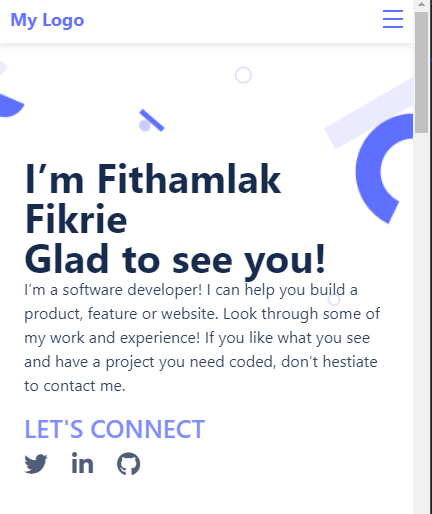 My Logo
I’m Fithamlak
Fikrie
Glad to see you!
I’m a software developer! I can help you build a
product, feature or website. Look through some of
my work and experience! If you like what you see
and have a project you need coded, don’t hestiate
to contact me.
LET'S CONNECT
in